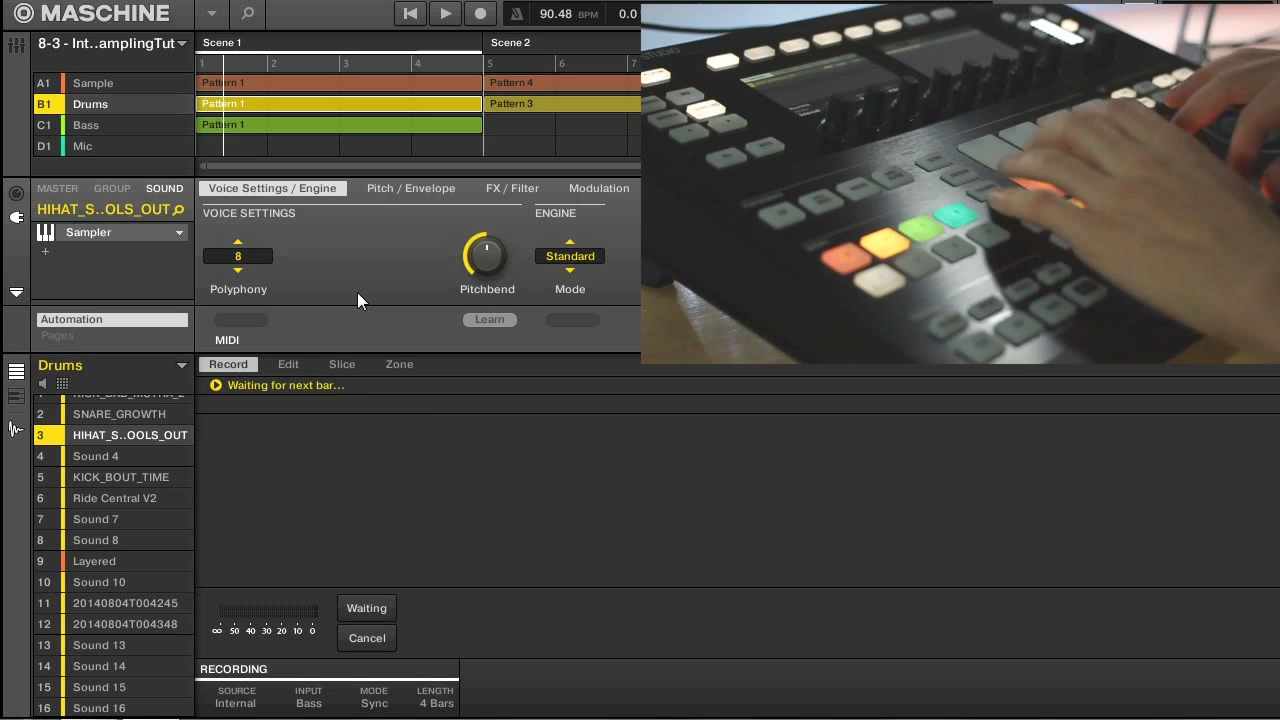 MASCHINE
90.48 BPM
0.0
8-3 - Int..amplingTut
Scene 1
Scene 2
1 2 3 4 5 6 7
A1 Sample
Pattern 1
Pattern 4
B1 Drums
Pattern 1
Pattern 3
C1 Bass
Pattern 1
D1 Mic
MASTER GROUP SOUND
Voice Settings / Engine
Pitch / Envelope
FX / Filter
Modulation
HIHAT_S..OLS_OUT
VOICE SETTINGS
ENGINE
Sampler
+
8
Standard
Polyphony
Pitchbend
Mode
Automation
Learn
Pages
MIDI
Drums
Record
Edit
Slice
Zone
Waiting for next bar...
1 KICK_BAD_MOTHA_2
2 SNARE_GROWTH
3 HIHAT_S..OOLS_OUT
4 Sound 4
5 KICK_BOUT_TIME
6 Ride Central V2
7 Sound 7
8 Sound 8
9 Layered
10 Sound 10
11 20140804T004245
12 20140804T004348
13 Sound 13
14 Sound 14
15 Sound 15
16 Sound 16
∞ 50 40 30 20 10 0
Waiting
Cancel
RECORDING
SOURCE
INPUT
MODE
LENGTH
Internal
Bass
Sync
4 Bars
STUDIO